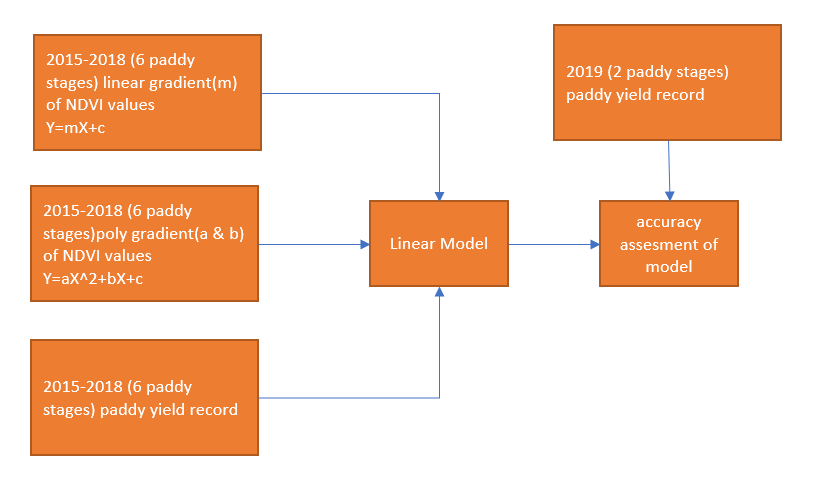 2015-2018 (6 paddy
stages) linear gradient(m)
of NDVI values
Y=mX+c
2019 (2 paddy stages)
paddy yield record
2015-2018 (6 paddy
stages)poly gradient(a & b)
of NDVI values
Y=aX^2+bX+c
Linear Model
accuracy
assesment of
model
2015-2018 (6 paddy
stages) paddy yield record